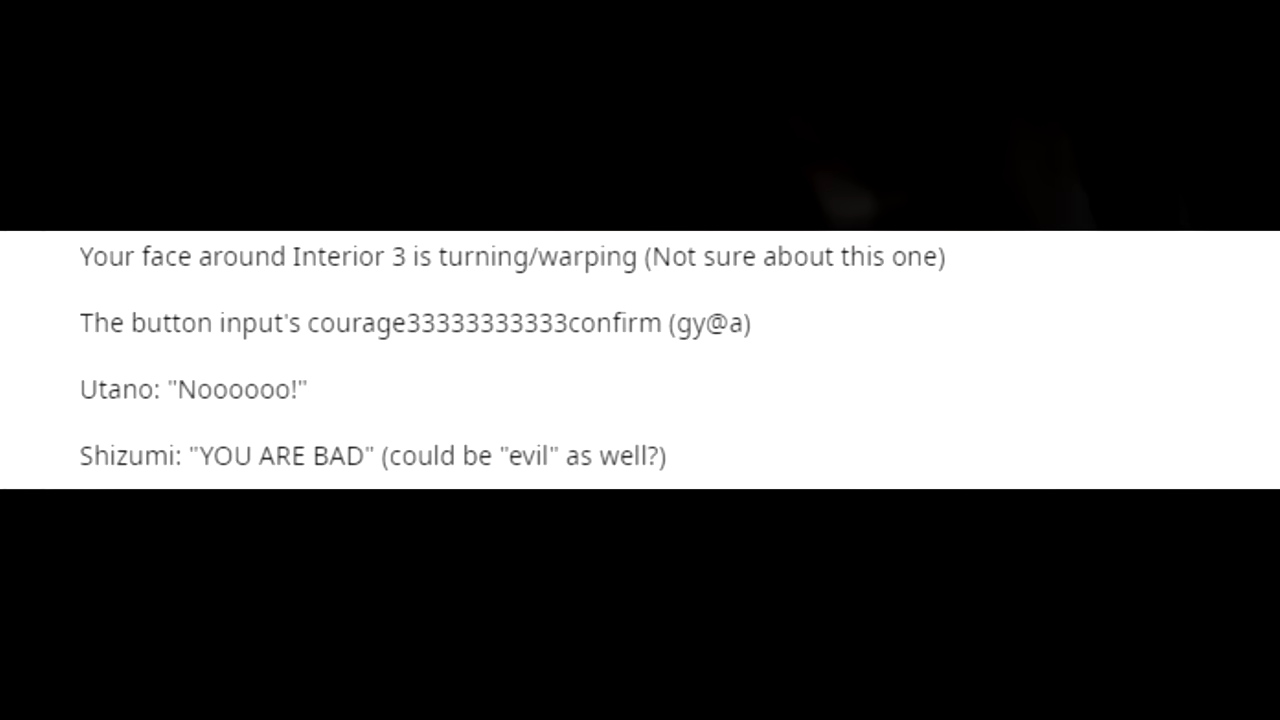 Your face around Interior 3 is turning/warping (Not sure about this one)
The button input's courage33333333333confirm (gy@a)
Utano: "Noooooo!"
Shizumi: "YOU ARE BAD" (could be "evil" as well?)